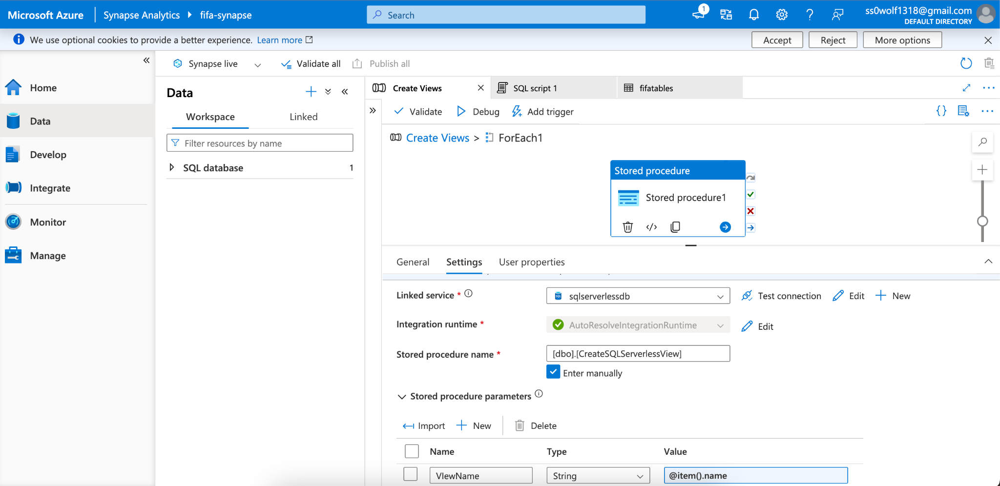 Microsoft Azure
Synapse Analytics
fifa-synapse
Search
1
ss0wolf1318@gmail.com
DEFAULT DIRECTORY
We use optional cookies to provide a better experience. Learn more
Accept
Reject
More options
Synapse live
Validate all
Publish all
Home
Data
Develop
Integrate
Monitor
Manage
Data
Workspace
Linked
Filter resources by name
SQL database
1
Create Views
SQL script 1
fifatables
Validate
Debug
Add trigger
Create Views > ForEach1
Stored procedure
Stored procedure1
General
Settings
User properties
Linked service *
sqlserverlessdb
Test connection
Edit
New
Integration runtime *
AutoResolveIntegrationRuntime
Edit
Stored procedure name *
[dbo].[CreateSQLServerlessView]
Enter manually
Stored procedure parameters
Import
New
Delete
Name
Type
Value
VIewName
String
@item().name